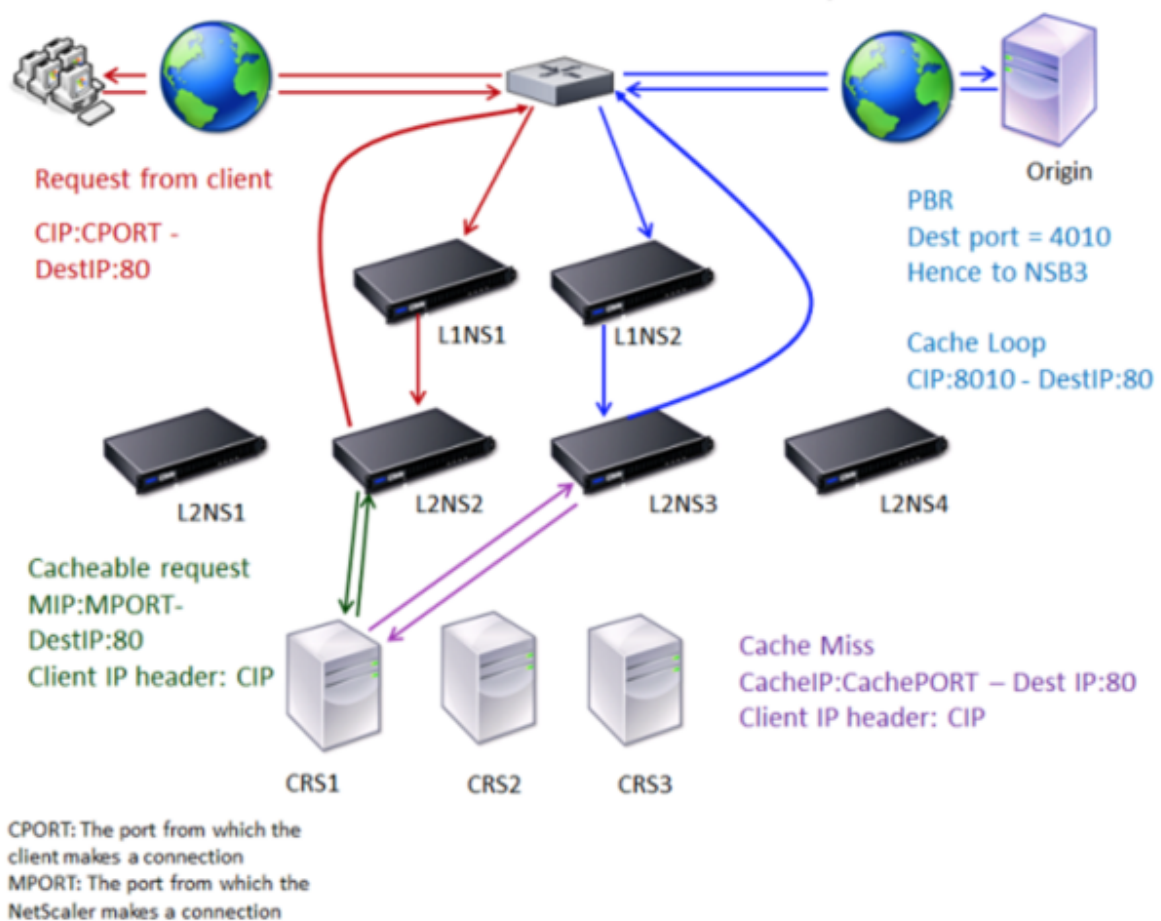 Request from client
CIP:CPORT -
DestIP:80
Origin
PBR
Dest port = 4010
Hence to NSB3
Cache Loop
CIP:8010 - DestIP:80
L1NS1
L1NS2
L2NS1
L2NS2
L2NS3
L2NS4
Cacheable request
MIP:MPORT-
DestIP:80
Client IP header: CIP
Cache Miss
CacheIP:CachePORT – Dest IP:80
Client IP header: CIP
CRS1
CRS2
CRS3
CPORT: The port from which the
client makes a connection
MPORT: The port from which the
NetScaler makes a connection